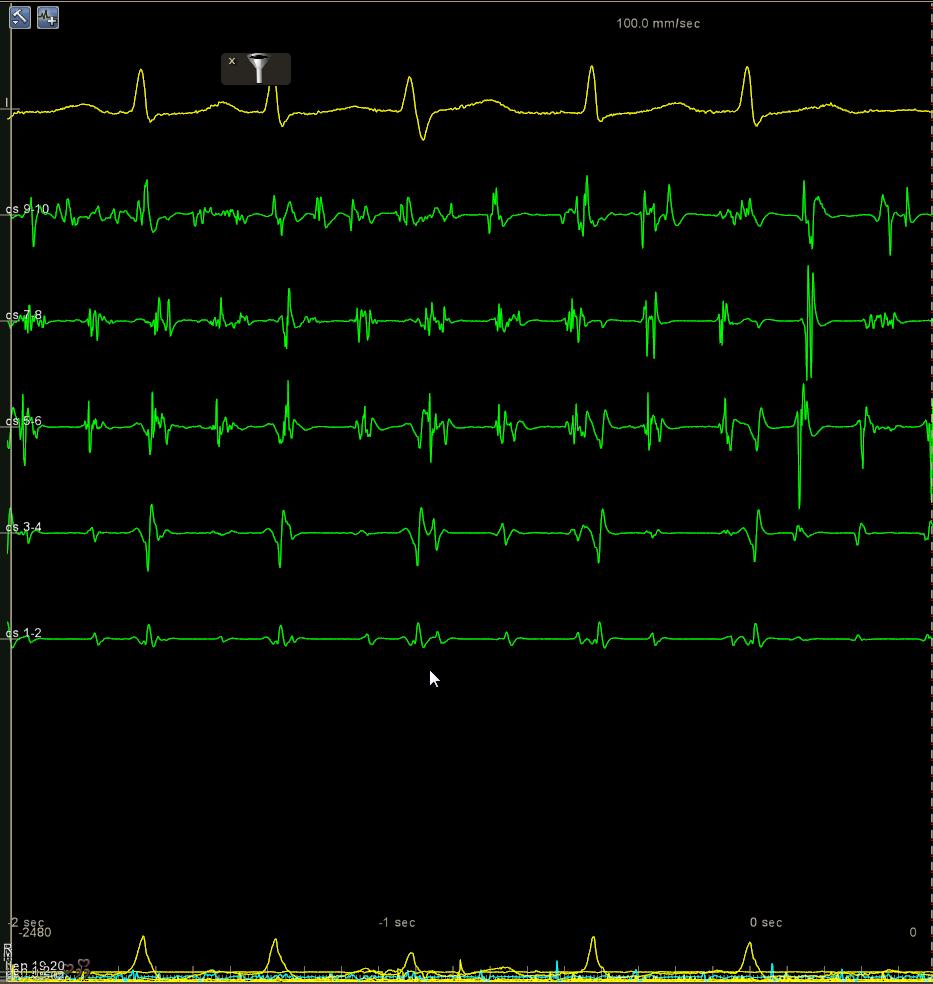 100.0 mm/sec
x
I
cs 9-10
cs 7-8
cs 5-6
cs 3-4
cs 1-2
-2 sec
-1 sec
0 sec
-2480
0